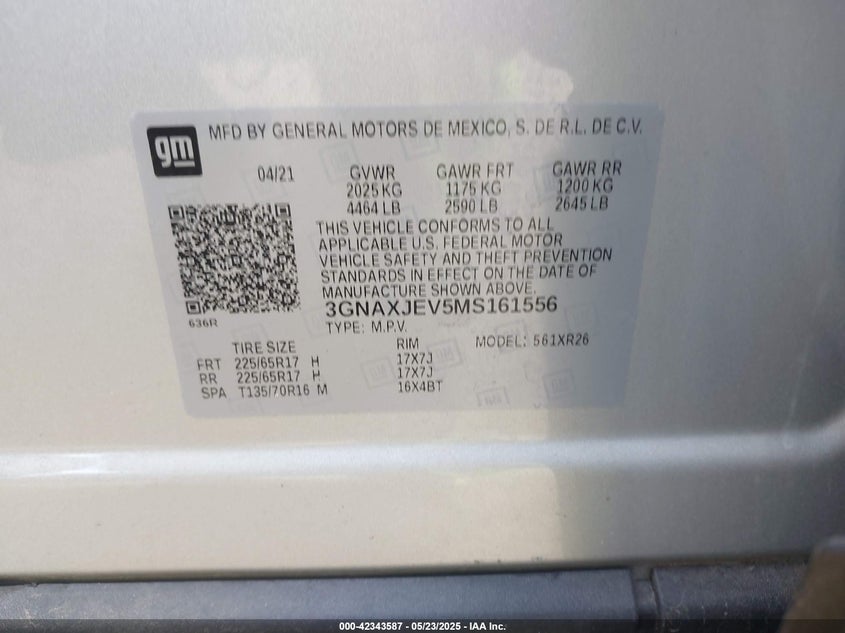 gm MFD BY GENERAL MOTORS DE MEXICO, S. DE R.L. DE C.V.
04/21 GVWR GAWR FRT GAWR RR
2025 KG 1175 KG 1200 KG
4464 LB 2590 LB 2645 LB
THIS VEHICLE CONFORMS TO ALL
APPLICABLE U.S. FEDERAL MOTOR
VEHICLE SAFETY AND THEFT PREVENTION
STANDARDS IN EFFECT ON THE DATE OF
MANUFACTURE SHOWN ABOVE.
3GNAXJEV5MS161556
636R
TYPE: M.P.V.
TIRE SIZE RIM MODEL: 561XR26
FRT 225/65R17 H 17X7J
RR 225/65R17 H 17X7J
SPA T135/70R16 M 16X4BT
000-42343587 - 05/23/2025 - IAA Inc.